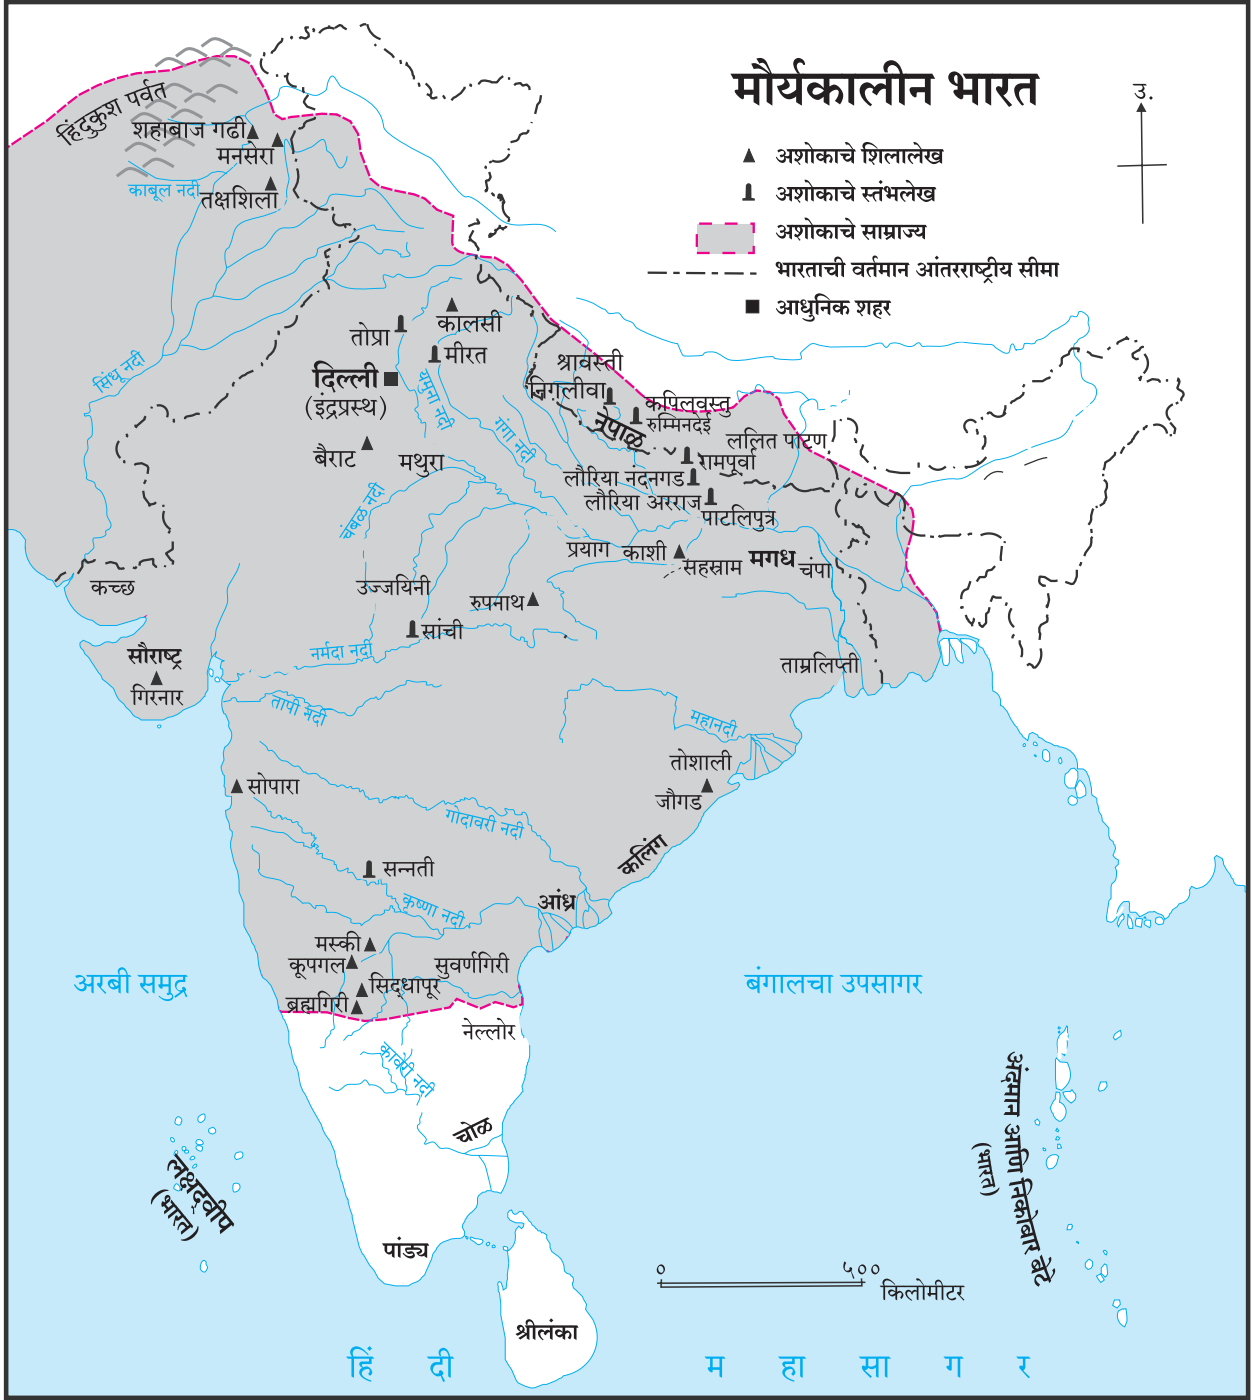 मौर्यकालीन भारत
उ.
अशोकाचे शिलालेख
अशोकाचे स्तंभलेख
अशोकाचे साम्राज्य
भारताची वर्तमान आंतरराष्ट्रीय सीमा
आधुनिक शहर
हिंदुकुश पर्वत
शहाबाज गढी
मनसेरा
काबूल नदी
तक्षशिला
सिंधू नदी
तोप्रा
कालसी
मीरत
दिल्ली
(इंद्रप्रस्थ)
यमुना नदी
श्रावस्ती
निगलीवा
कपिलवस्तु
रुम्मिनदेई
नेपाळ
ललित पाटण
गंगा नदी
बैराट
मथुरा
रामपूर्वा
लौरिया नंदनगड
लौरिया अरराज
पाटलिपुत्र
चंबळ नदी
प्रयाग
काशी
सहस्राम
मगध
चंपा
कच्छ
उज्जयिनी
रुपनाथ
सांची
नर्मदा नदी
सौराष्ट्र
गिरनार
ताम्रलिप्ती
तापी नदी
महानदी
तोशाली
जौगड
सोपारा
गोदावरी नदी
कलिंग
सन्नती
कृष्णा नदी
आंध्र
मस्की
कूपगल
सुवर्णगिरी
सिद्धापूर
ब्रह्मगिरी
अरबी समुद्र
बंगालचा उपसागर
नेल्लोर
कावेरी नदी
चोळ
अंदमान आणि निकोबार बेटे
(भारत)
लक्षद्वीप
(भारत)
पांड्य
० ५००
किलोमीटर
श्रीलंका
हिं दी म हा सा ग र